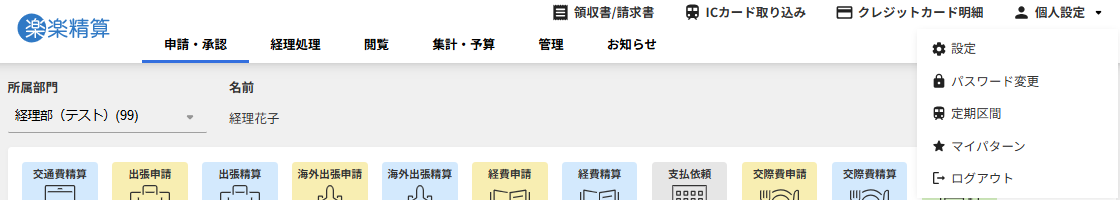 楽楽精算
領収書/請求書 ICカード取り込み クレジットカード明細 個人設定
申請・承認 経理処理 閲覧 集計・予算 管理 お知らせ
設定
パスワード変更
定期区間
マイパターン
ログアウト
所属部門 名前
経理部（テスト）(99) 経理花子
交通費精算 出張申請 出張精算 海外出張申請 海外出張精算 経費申請 経費精算 支払依頼 交際費申請 交際費精算